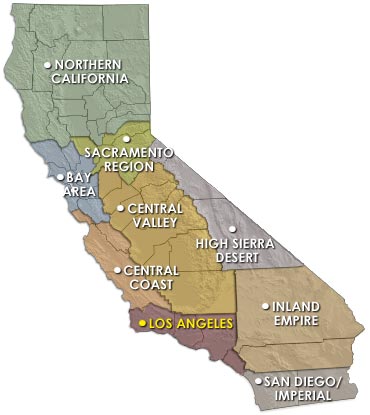 NORTHERN
CALIFORNIA
SACRAMENTO
REGION
BAY
AREA
CENTRAL
VALLEY
HIGH SIERRA
DESERT
CENTRAL
COAST
INLAND
EMPIRE
LOS ANGELES
SAN DIEGO/
IMPERIAL